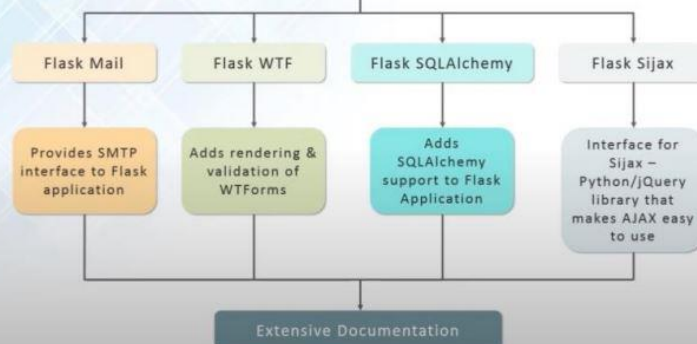 Flask Mail
Flask WTF
Flask SQLAlchemy
Flask Sijax
Provides SMTP
interface to Flask
application
Adds rendering &
validation of
WTForms
Adds
SQLAlchemy
support to Flask
Application
Interface for
Sijax –
Python/jQuery
library that
makes AJAX easy
to use
Extensive Documentation